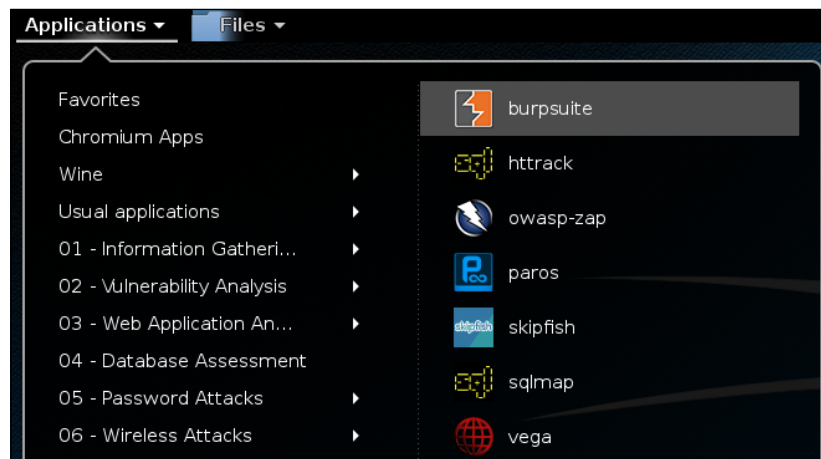 Applications Files
Favorites
Chromium Apps
Wine
Usual applications
01 - Information Gatheri...
02 - Vulnerability Analysis
03 - Web Application An...
04 - Database Assessment
05 - Password Attacks
06 - Wireless Attacks
burpsuite
httrack
owasp-zap
paros
skipfish
skipfish
sqlmap
vega